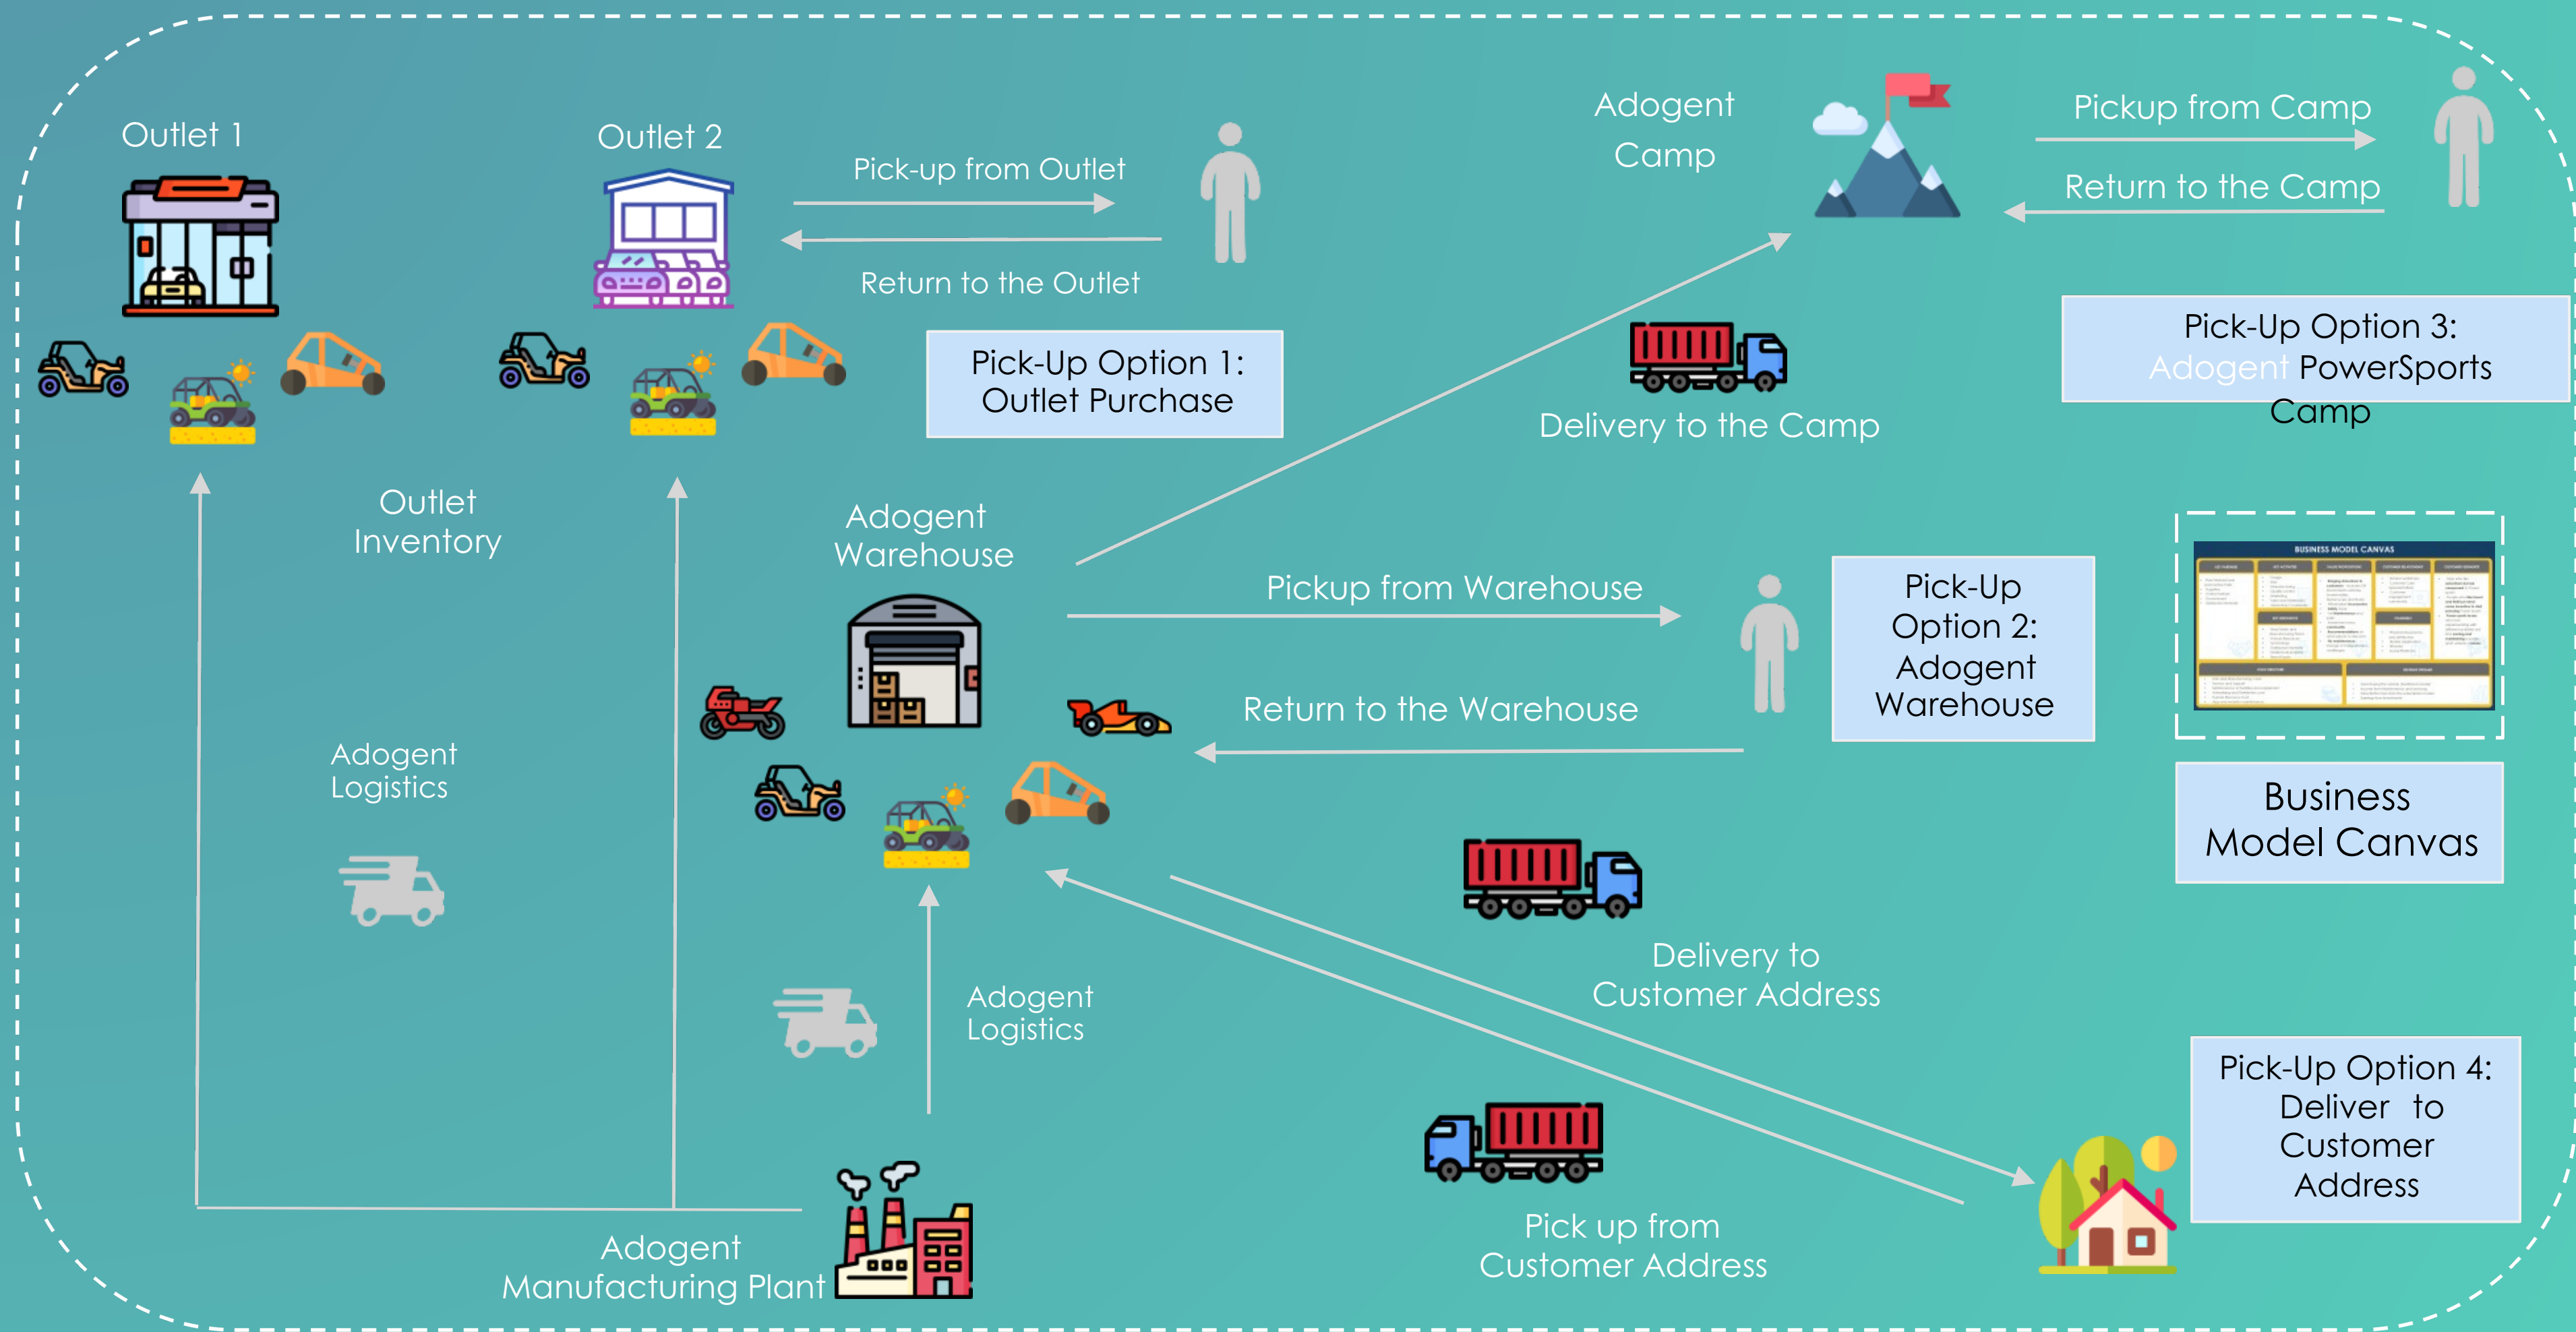 Outlet 1
Outlet 2
Pick-up from Outlet
Return to the Outlet
Pick-Up Option 1:
Outlet Purchase
Adogent
Camp
Pickup from Camp
Return to the Camp
Pick-Up Option 3:
Adogent PowerSports
Camp
Delivery to the Camp
Outlet
Inventory
Adogent
Warehouse
Pickup from Warehouse
Return to the Warehouse
Pick-Up
Option 2:
Adogent
Warehouse
BUSINESS MODEL CANVAS
Business
Model Canvas
Adogent
Logistics
Adogent
Logistics
Delivery to
Customer Address
Pick up from
Customer Address
Pick-Up Option 4:
Deliver to
Customer
Address
Adogent
Manufacturing Plant